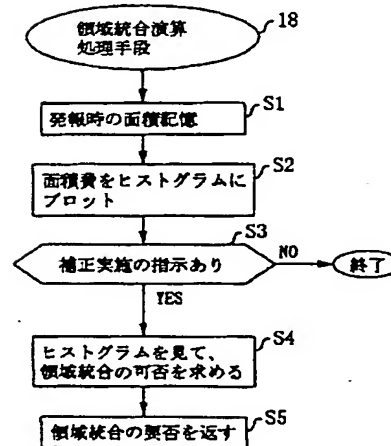 領域統合演算
処理手段
18
S1
発報時の面積記憶
S2
面積費をヒストグラムに
プロット
S3
補正実施の指示あり
NO
終了
YES
S4
ヒストグラムを見て、
領域統合の可否を求める
S5
領域統合の要否を返す